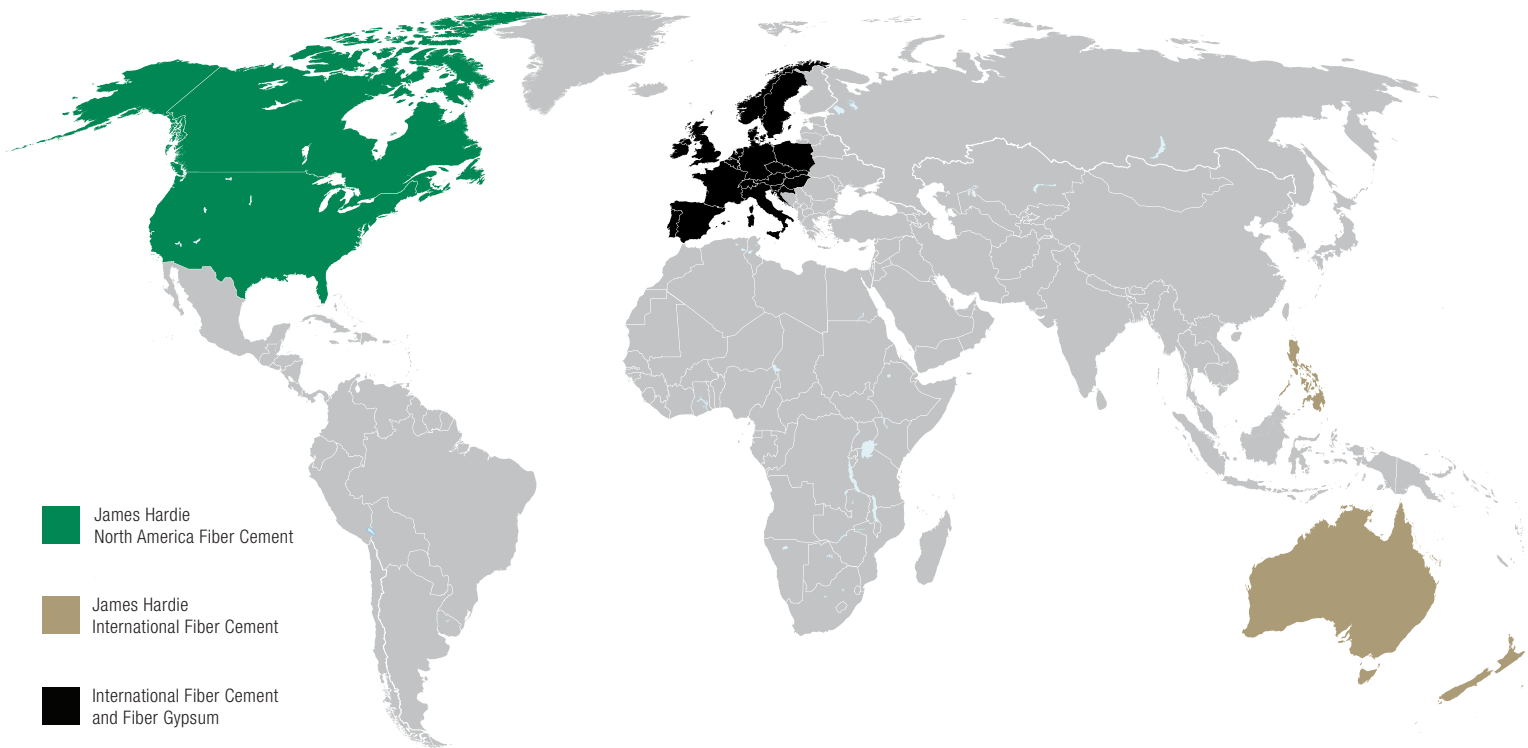 James Hardie
North America Fiber Cement
James Hardie
International Fiber Cement
International Fiber Cement
and Fiber Gypsum